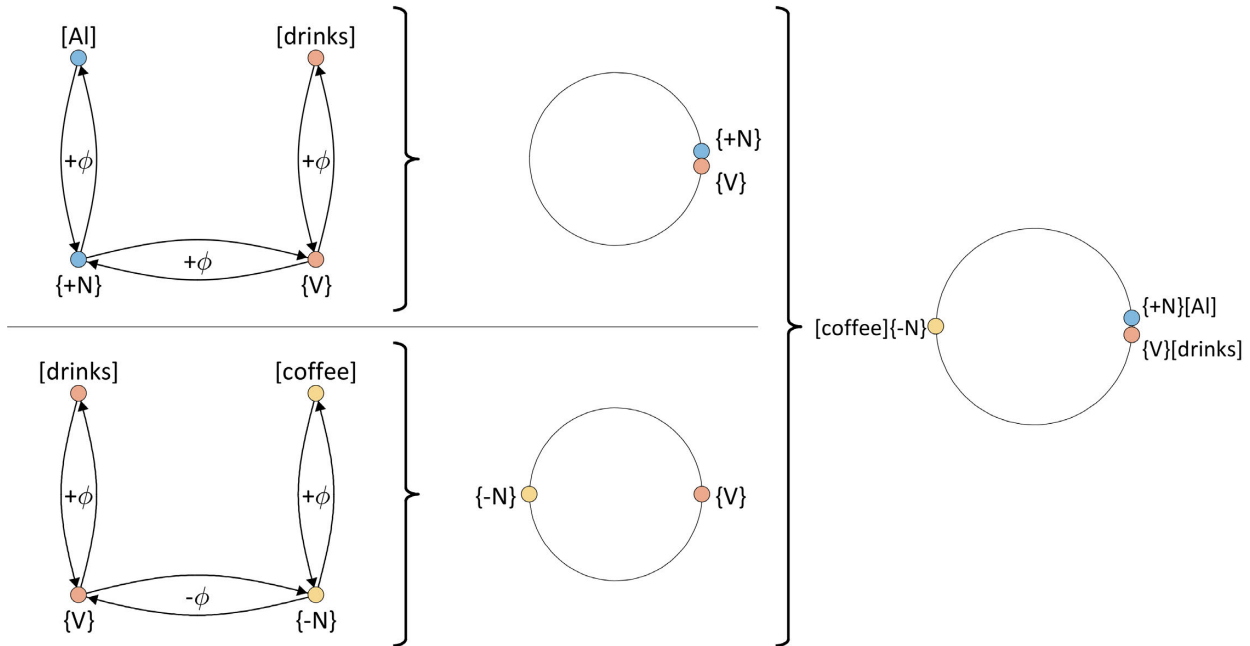 [Al]
[drinks]
+ϕ
+ϕ
+ϕ
{+N}
{V}
{+N}
{V}
[drinks]
[coffee]
+ϕ
+ϕ
-ϕ
{V}
{-N}
{-N}
{V}
[coffee]{-N}
{+N}[Al]
{V}[drinks]